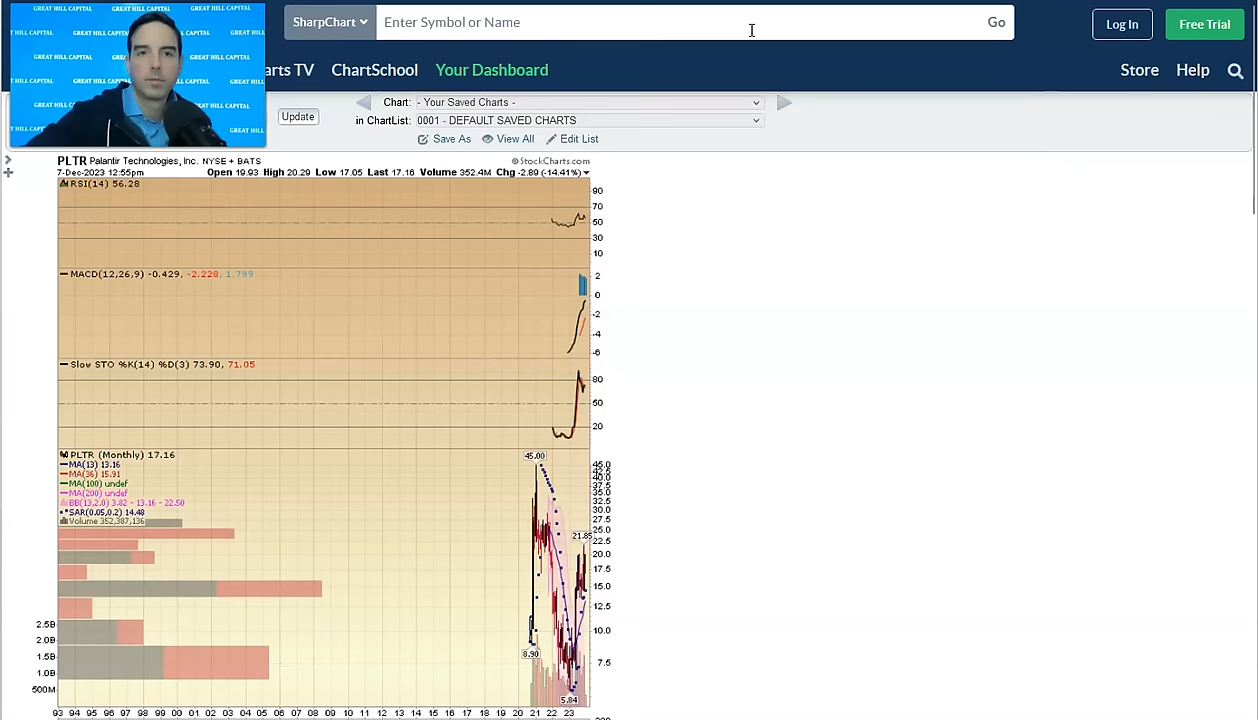 GREAT HILL CAPITAL
SharpChart
Enter Symbol or Name
Go
Log In
Free Trial
arts TV
ChartSchool
Your Dashboard
Store
Help
Update
Chart:
- Your Saved Charts -
in ChartList:
0001 - DEFAULT SAVED CHARTS
Save As
View All
Edit List
PLTR Palantir Technologies, Inc. NYSE + BATS
© StockCharts.com
7-Dec-2023 12:55pm
Open 19.93 High 20.29 Low 17.05 Last 17.16 Volume 352.4M Chg -2.89 (-14.41%)
RSI(14) 56.28
90
70
50
30
10
MACD(12,26,9) -0.429, -2.228, 1.799
2
0
-2
-4
-6
Slow STO %K(14) %D(3) 73.90, 71.05
80
50
20
PLTR (Monthly) 17.16
MA(13) 13.16
MA(36) 15.91
MA(100) undef
MA(200) undef
BB(13,2.0) 3.82 - 13.16 - 22.50
SAR(0.05,0.2) 14.48
Volume 352,387,136
45.00
21.85
8.90
5.84
45.0
42.5
40.0
37.5
35.0
32.5
30.0
27.5
25.0
22.5
20.0
17.5
15.0
12.5
10.0
7.5
2.5B
2.0B
1.5B
1.0B
500M
93 94 95 96 97 98 99 00 01 02 03 04 05 06 07 08 09 10 11 12 13 14 15 16 17 18 19 20 21 22 23